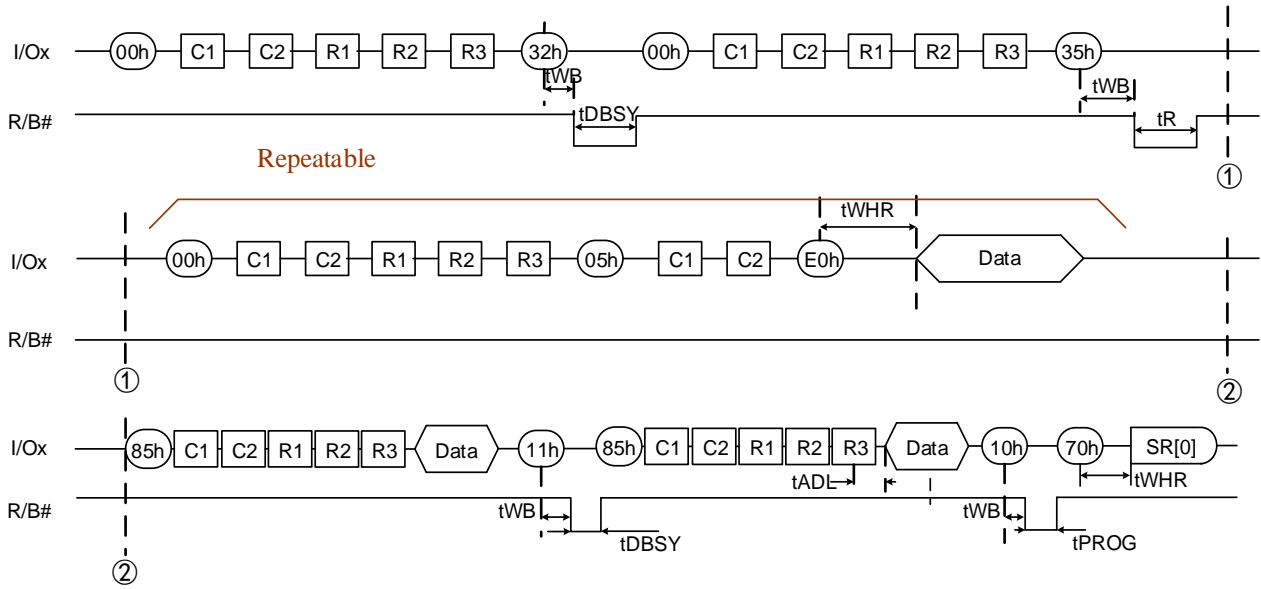 I/Ox 00h C1 C2 R1 R2 R3 32h 00h C1 C2 R1 R2 R3 35h
tWB tWB
R/B# tDBSY tR
Repeatable ①
tWHR
I/Ox 00h C1 C2 R1 R2 R3 05h C1 C2 E0h Data
R/B#
① ②
I/Ox 85h C1 C2 R1 R2 R3 Data 11h 85h C1 C2 R1 R2 R3 Data 10h 70h SR[0]
tADL tWHR
R/B# tWB tWB
tDBSY tPROG
②